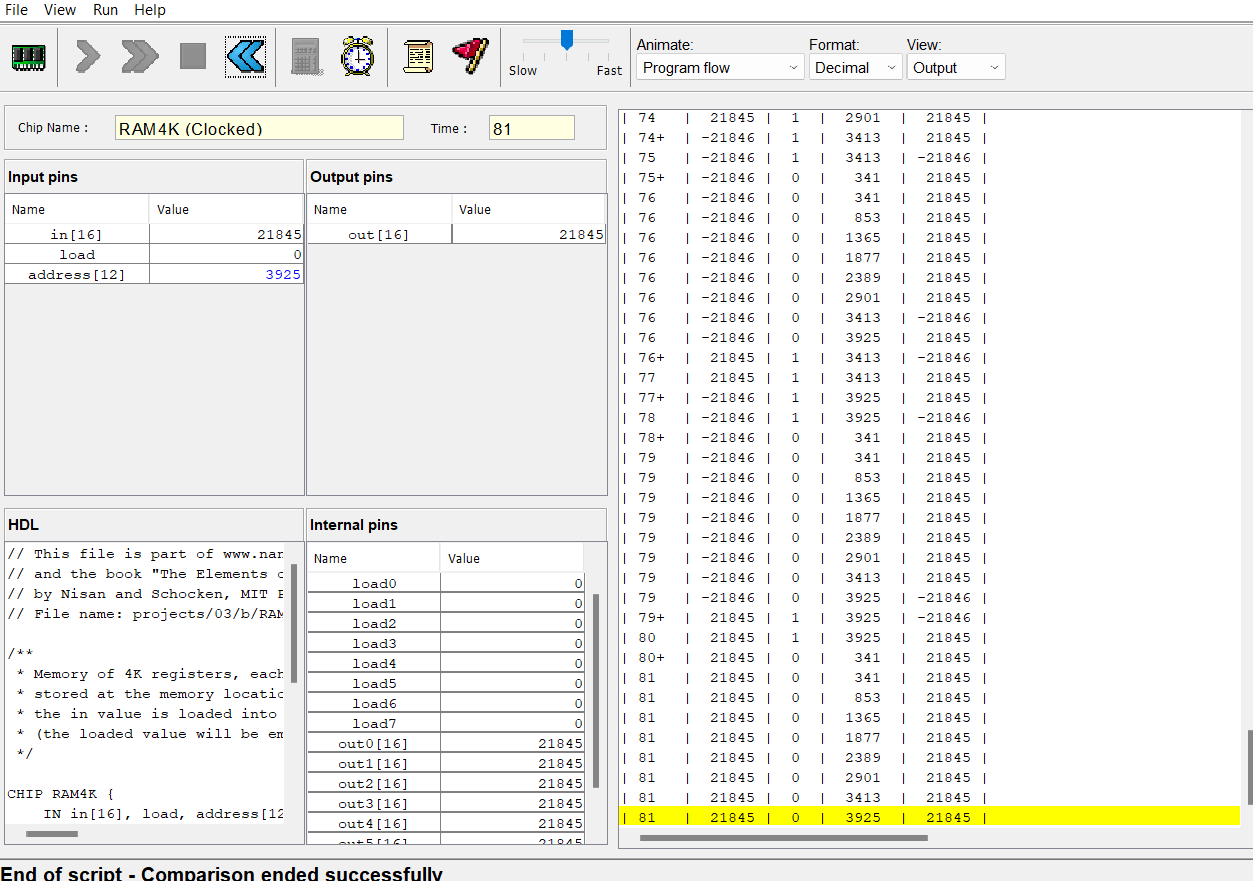 File View Run Help
Animate: Format: View:
Slow Fast Program flow Decimal Output
Chip Name : RAM4K (Clocked) Time : 81
Input pins
Name Value
in[16] 21845
load 0
address[12] 3925
Output pins
Name Value
out[16] 21845
HDL
// This file is part of www.nan
// and the book "The Elements o
// by Nisan and Schocken, MIT P
// File name: projects/03/b/RAM
/**
* Memory of 4K registers, each
* stored at the memory locatio
* the in value is loaded into
* (the loaded value will be em
*/
CHIP RAM4K {
IN in[16], load, address[12
Internal pins
Name Value
load0 0
load1 0
load2 0
load3 0
load4 0
load5 0
load6 0
load7 0
out0[16] 21845
out1[16] 21845
out2[16] 21845
out3[16] 21845
out4[16] 21845
out5[16] 21845
| 74 | 21845 | 1 | 2901 | 21845 |
| 74+ | -21846 | 1 | 3413 | 21845 |
| 75 | -21846 | 1 | 3413 | -21846 |
| 75+ | -21846 | 0 | 341 | 21845 |
| 76 | -21846 | 0 | 341 | 21845 |
| 76 | -21846 | 0 | 853 | 21845 |
| 76 | -21846 | 0 | 1365 | 21845 |
| 76 | -21846 | 0 | 1877 | 21845 |
| 76 | -21846 | 0 | 2389 | 21845 |
| 76 | -21846 | 0 | 2901 | 21845 |
| 76 | -21846 | 0 | 3413 | -21846 |
| 76 | -21846 | 0 | 3925 | 21845 |
| 76+ | 21845 | 1 | 3413 | -21846 |
| 77 | 21845 | 1 | 3413 | 21845 |
| 77+ | -21846 | 1 | 3925 | 21845 |
| 78 | -21846 | 1 | 3925 | -21846 |
| 78+ | -21846 | 0 | 341 | 21845 |
| 79 | -21846 | 0 | 341 | 21845 |
| 79 | -21846 | 0 | 853 | 21845 |
| 79 | -21846 | 0 | 1365 | 21845 |
| 79 | -21846 | 0 | 1877 | 21845 |
| 79 | -21846 | 0 | 2389 | 21845 |
| 79 | -21846 | 0 | 2901 | 21845 |
| 79 | -21846 | 0 | 3413 | 21845 |
| 79 | -21846 | 0 | 3925 | -21846 |
| 79+ | 21845 | 1 | 3925 | -21846 |
| 80 | 21845 | 1 | 3925 | 21845 |
| 80+ | 21845 | 0 | 341 | 21845 |
| 81 | 21845 | 0 | 341 | 21845 |
| 81 | 21845 | 0 | 853 | 21845 |
| 81 | 21845 | 0 | 1365 | 21845 |
| 81 | 21845 | 0 | 1877 | 21845 |
| 81 | 21845 | 0 | 2389 | 21845 |
| 81 | 21845 | 0 | 2901 | 21845 |
| 81 | 21845 | 0 | 3413 | 21845 |
| 81 | 21845 | 0 | 3925 | 21845 |
End of script - Comparison ended successfully